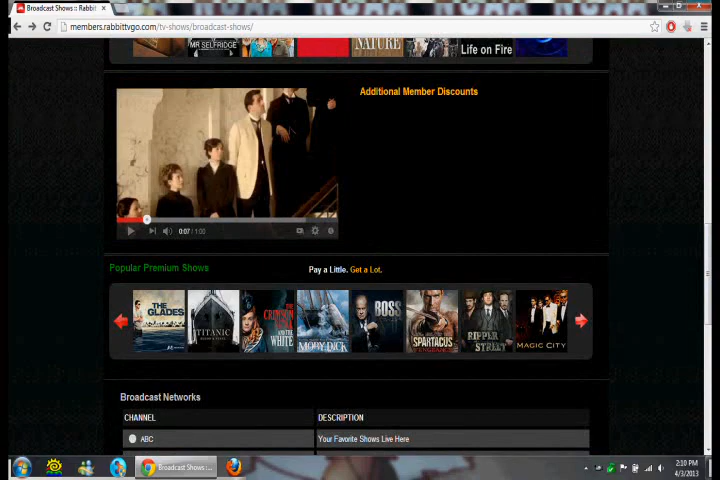 Broadcast Shows :: Rabbit
members.rabbittvgo.com/tv-shows/broadcast-shows/
MR SELFRIDGE
NATURE
Life on Fire
Additional Member Discounts
0:07 / 1:00
Popular Premium Shows
Pay a Little. Get a Lot.
THE GLADES
TITANIC
THE CRIMSON PETAL AND THE WHITE
MOBY DICK
BOSS
SPARTACUS
VENGEANCE
RIPPER STREET
MAGIC CITY
Broadcast Networks
CHANNEL DESCRIPTION
ABC Your Favorite Shows Live Here
Broadcast Shows :...
2:10 PM
4/3/2013